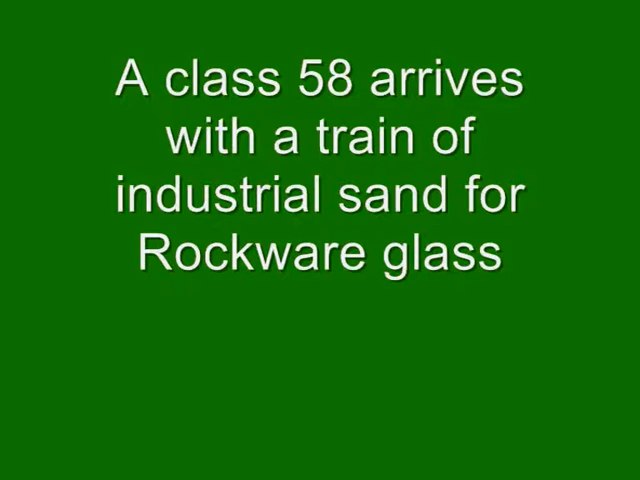 A class 58 arrives
with a train of
industrial sand for
Rockware glass